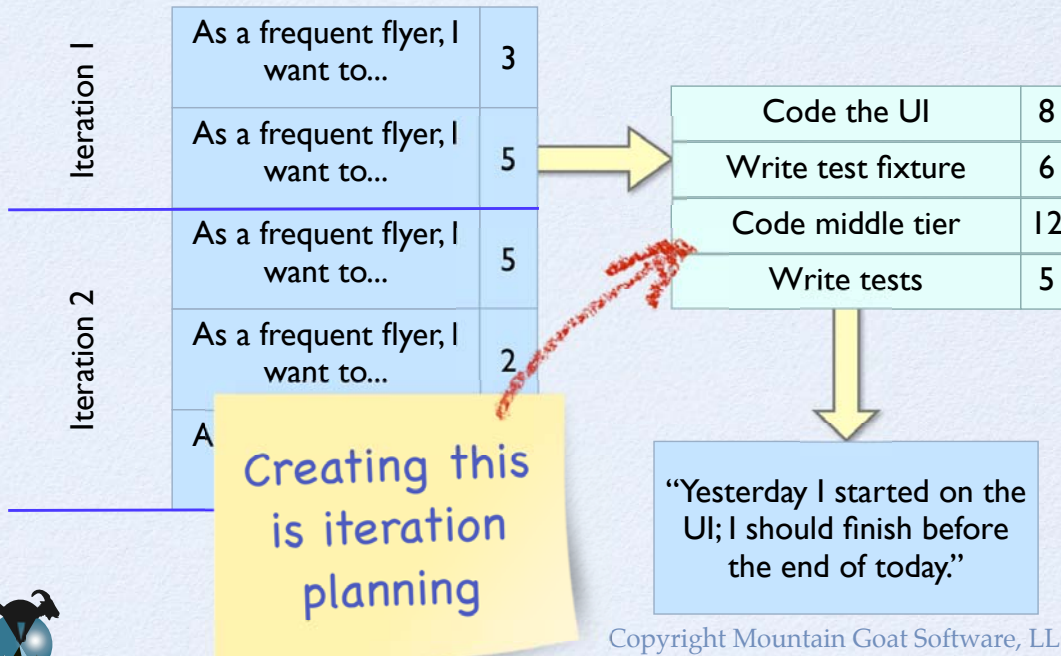 Iteration 1
As a frequent flyer, I
want to...
3
As a frequent flyer, I
want to...
5
Iteration 2
As a frequent flyer, I
want to...
5
As a frequent flyer, I
want to...
2
A
Code the UI 8
Write test fixture 6
Code middle tier 12
Write tests 5
Creating this
is iteration
planning
“Yesterday I started on the
UI; I should finish before
the end of today.”
Copyright Mountain Goat Software, LL